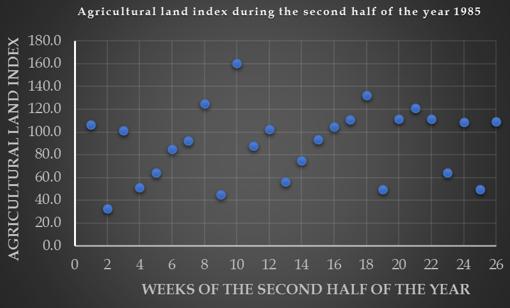 Agricultural land index during the second half of the year 1985
AGRICULTURAL LAND INDEX
180.0
160.0
140.0
120.0
100.0
80.0
60.0
40.0
20.0
0.0
0 2 4 6 8 10 12 14 16 18 20 22 24 26
WEEKS OF THE SECOND HALF OF THE YEAR